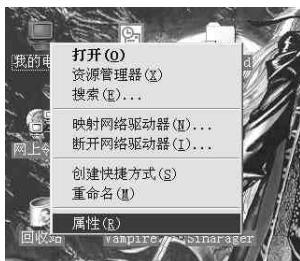 我的电
d
打开(O)
资源管理器(X)
搜索(E)...
映射网络驱动器(N)...
断开网络驱动器(I)...
网上
创建快捷方式(S)
重命名(M)
属性(R)
回收站
Vampire.
SinaPager